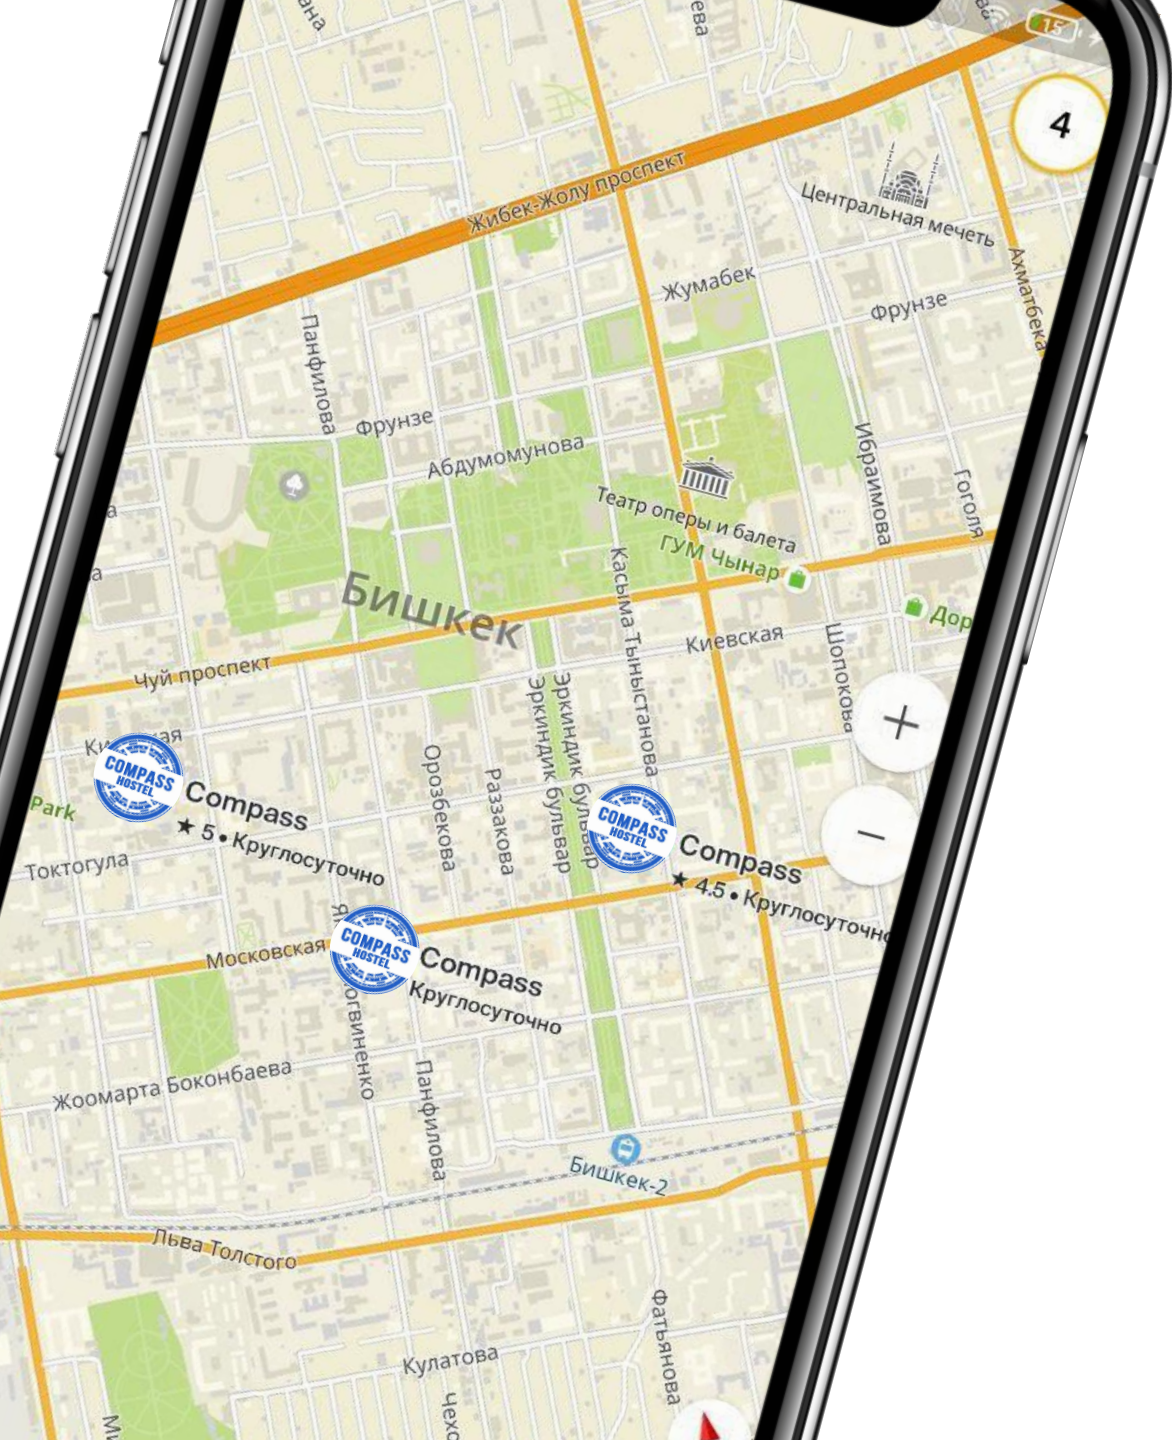 15
4
Жибек-Жолу проспект
Центральная мечеть
Ахматбека
Жумабек
Фрунзе
Панфилова
Фрунзе
Абдумомунова
Ибраимова
Гоголя
Театр оперы и балета
ГУМ Чынар
Касыма Тыныстанова
Бишкек
Дор
Киевская
Шопокова
Чуй проспект
Эркиндик бульвар
Эркиндик бульвар
Орозбекова
Раззакова
COMPASS
HOSTEL
Compass
★ 5 • Круглосуточно
Park
COMPASS
HOSTEL
Compass
★ 4.5 • Круглосуточно
Токтогула
Московская
COMPASS
HOSTEL
Compass
Круглосуточно
Жоомарта Боконбаева
Панфилова
Бишкек-2
Льва Толстого
Фатьянова
Кулатова